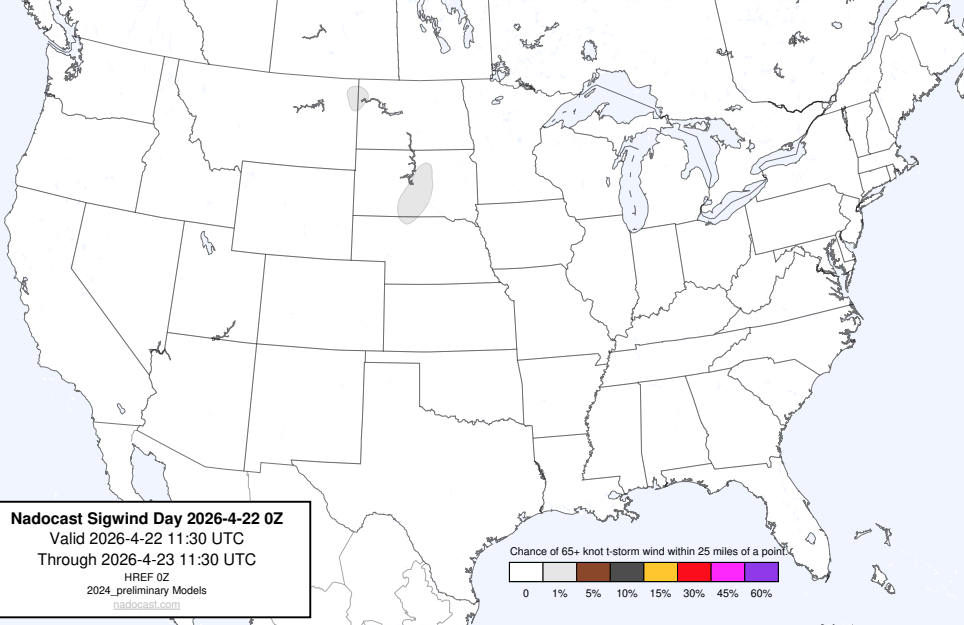 Nadocast Sigwind Day 2026-4-22 0Z
Valid 2026-4-22 11:30 UTC
Through 2026-4-23 11:30 UTC
HREF 0Z
2024_preliminary Models
nadocast.com
Chance of 65+ knot t-storm wind within 25 miles of a point.
0 1% 5% 10% 15% 30% 45% 60%